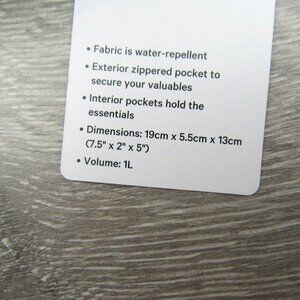 • Fabric is water-repellent
• Exterior zippered pocket to
secure your valuables
• Interior pockets hold the
essentials
• Dimensions: 19cm x 5.5cm x 13cm
(7.5" x 2" x 5")
• Volume: 1L